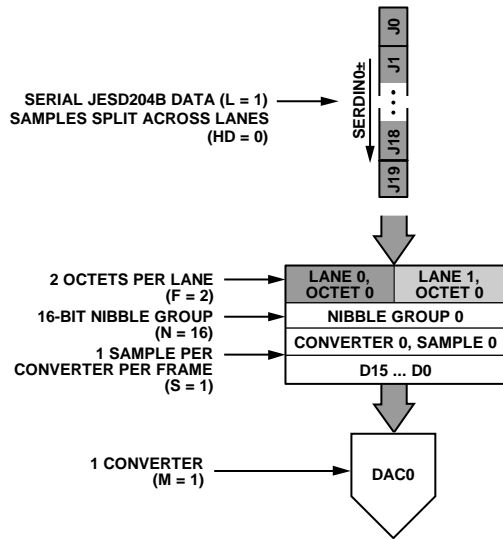 J0
J1
SERDIN0±
J18
J19
SERIAL JESD204B DATA (L = 1)
SAMPLES SPLIT ACROSS LANES
(HD = 0)
2 OCTETS PER LANE
(F = 2)
LANE 0,
OCTET 0
LANE 1,
OCTET 0
16-BIT NIBBLE GROUP
(N = 16)
NIBBLE GROUP 0
1 SAMPLE PER
CONVERTER PER FRAME
(S = 1)
CONVERTER 0, SAMPLE 0
D15 ... D0
1 CONVERTER
(M = 1)
DAC0